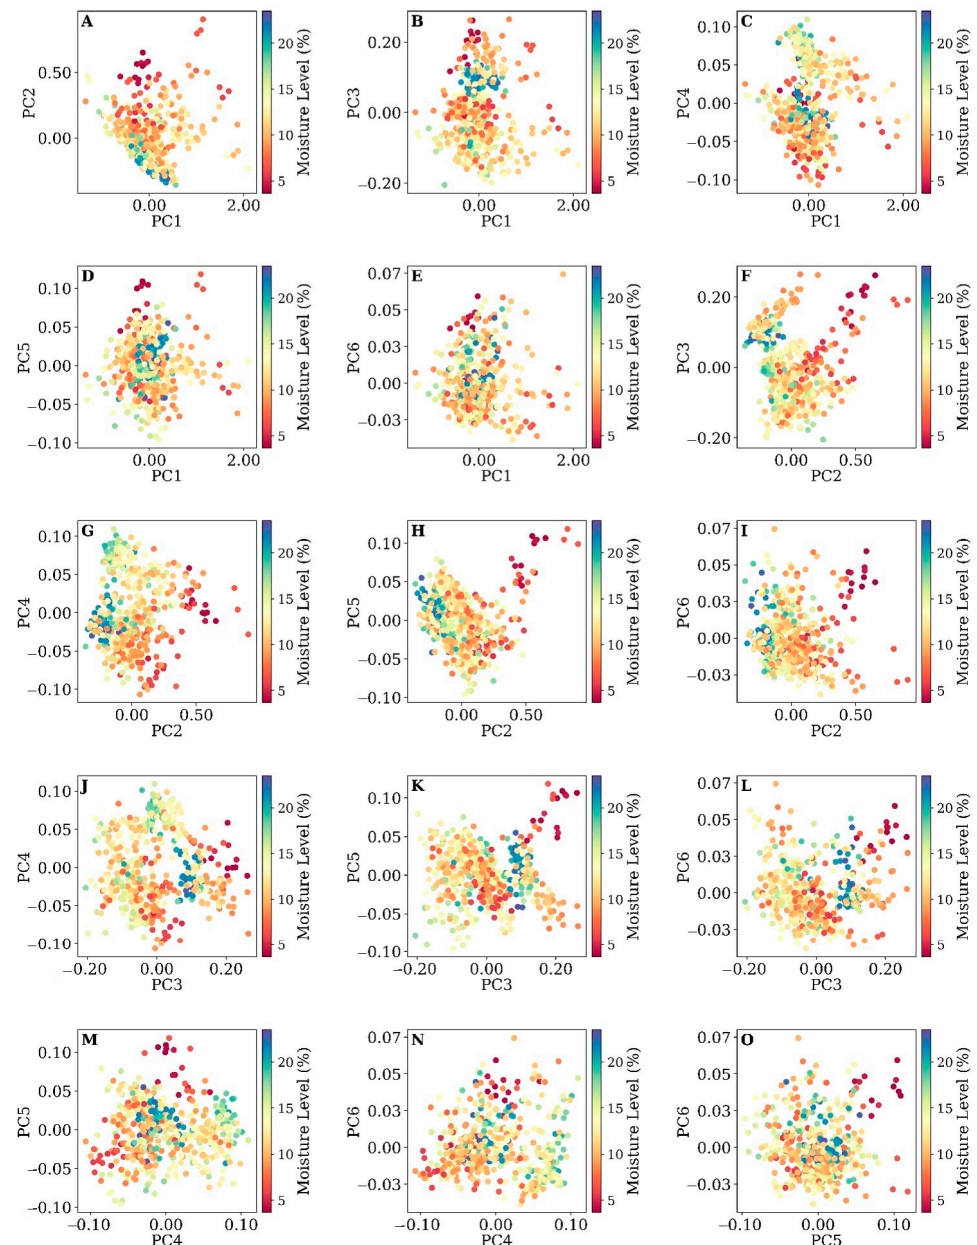 A
0.50
0.00
PC2
0.00 2.00
PC1
20
15
10
5
Moisture Level (%)
B
0.20
0.00
−0.20
PC3
0.00 2.00
PC1
20
15
10
5
Moisture Level (%)
C
0.10
0.05
0.00
−0.05
−0.10
PC4
0.00 2.00
PC1
20
15
10
5
Moisture Level (%)
D
0.10
0.05
0.00
−0.05
−0.10
PC5
0.00 2.00
PC1
20
15
10
5
Moisture Level (%)
E
0.07
0.05
0.03
0.00
−0.03
PC6
0.00 2.00
PC1
20
15
10
5
Moisture Level (%)
F
0.20
0.00
−0.20
PC3
0.00 0.50
PC2
20
15
10
5
Moisture Level (%)
G
0.10
0.05
0.00
−0.05
−0.10
PC4
0.00 0.50
PC2
20
15
10
5
Moisture Level (%)
H
0.10
0.05
0.00
−0.05
−0.10
PC5
0.00 0.50
PC2
20
15
10
5
Moisture Level (%)
I
0.07
0.05
0.03
0.00
−0.03
PC6
0.00 0.50
PC2
20
15
10
5
Moisture Level (%)
J
0.10
0.05
0.00
−0.05
−0.10
PC4
−0.20 0.00 0.20
PC3
20
15
10
5
Moisture Level (%)
K
0.10
0.05
0.00
−0.05
−0.10
PC5
−0.20 0.00 0.20
PC3
20
15
10
5
Moisture Level (%)
L
0.07
0.05
0.03
0.00
−0.03
PC6
−0.20 0.00 0.20
PC3
20
15
10
5
Moisture Level (%)
M
0.10
0.05
0.00
−0.05
−0.10
PC5
−0.10 0.00 0.10
PC4
20
15
10
5
Moisture Level (%)
N
0.07
0.05
0.03
0.00
−0.03
PC6
−0.10 0.00 0.10
PC4
20
15
10
5
Moisture Level (%)
O
0.07
0.05
0.03
0.00
−0.03
PC6
−0.10 0.00 0.10
PC5
20
15
10
5
Moisture Level (%)